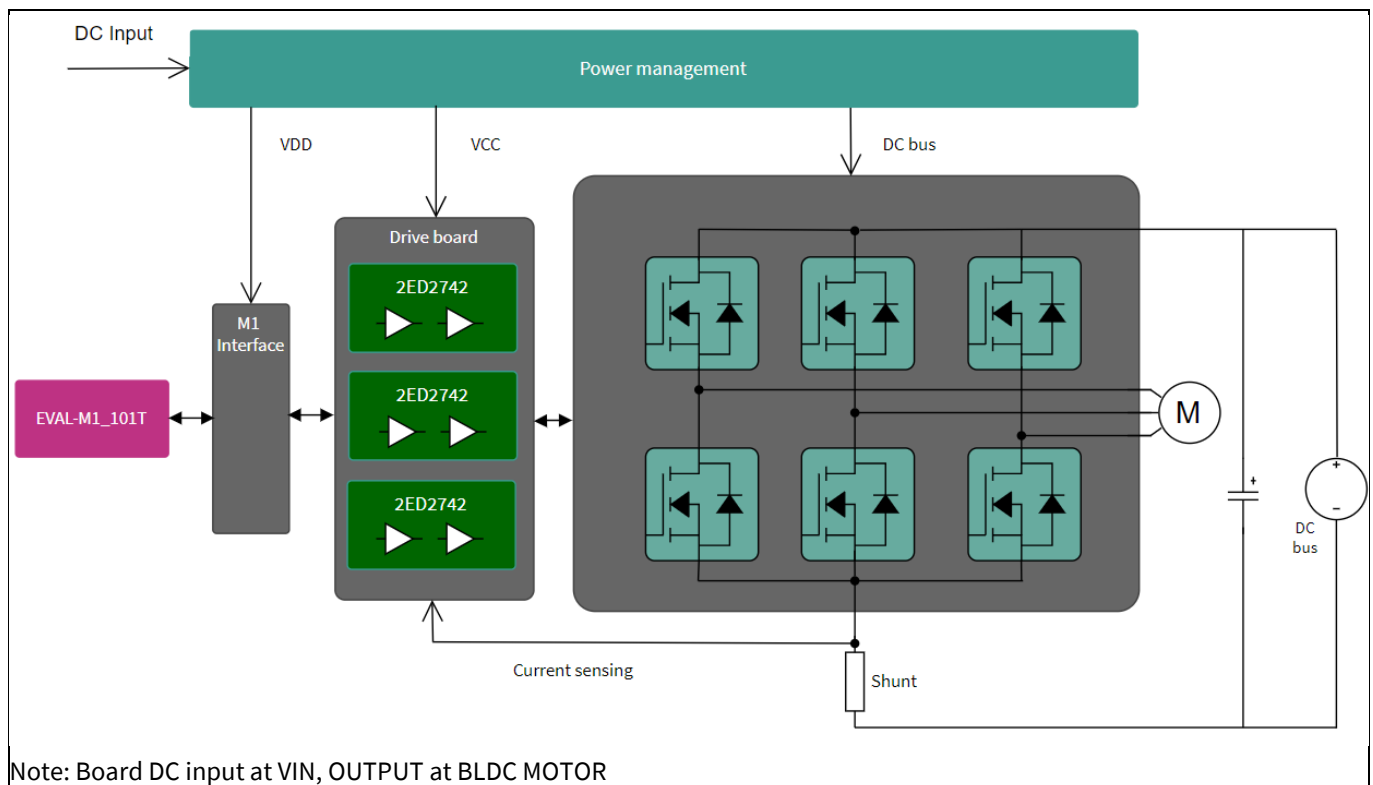 DC Input
Power management
VDD
VCC
DC bus
Drive board
2ED2742
M1
Interface
2ED2742
EVAL-M1_101T
M
2ED2742
+
+
−
DC
bus
Current sensing
Shunt
Note: Board DC input at VIN, OUTPUT at BLDC MOTOR